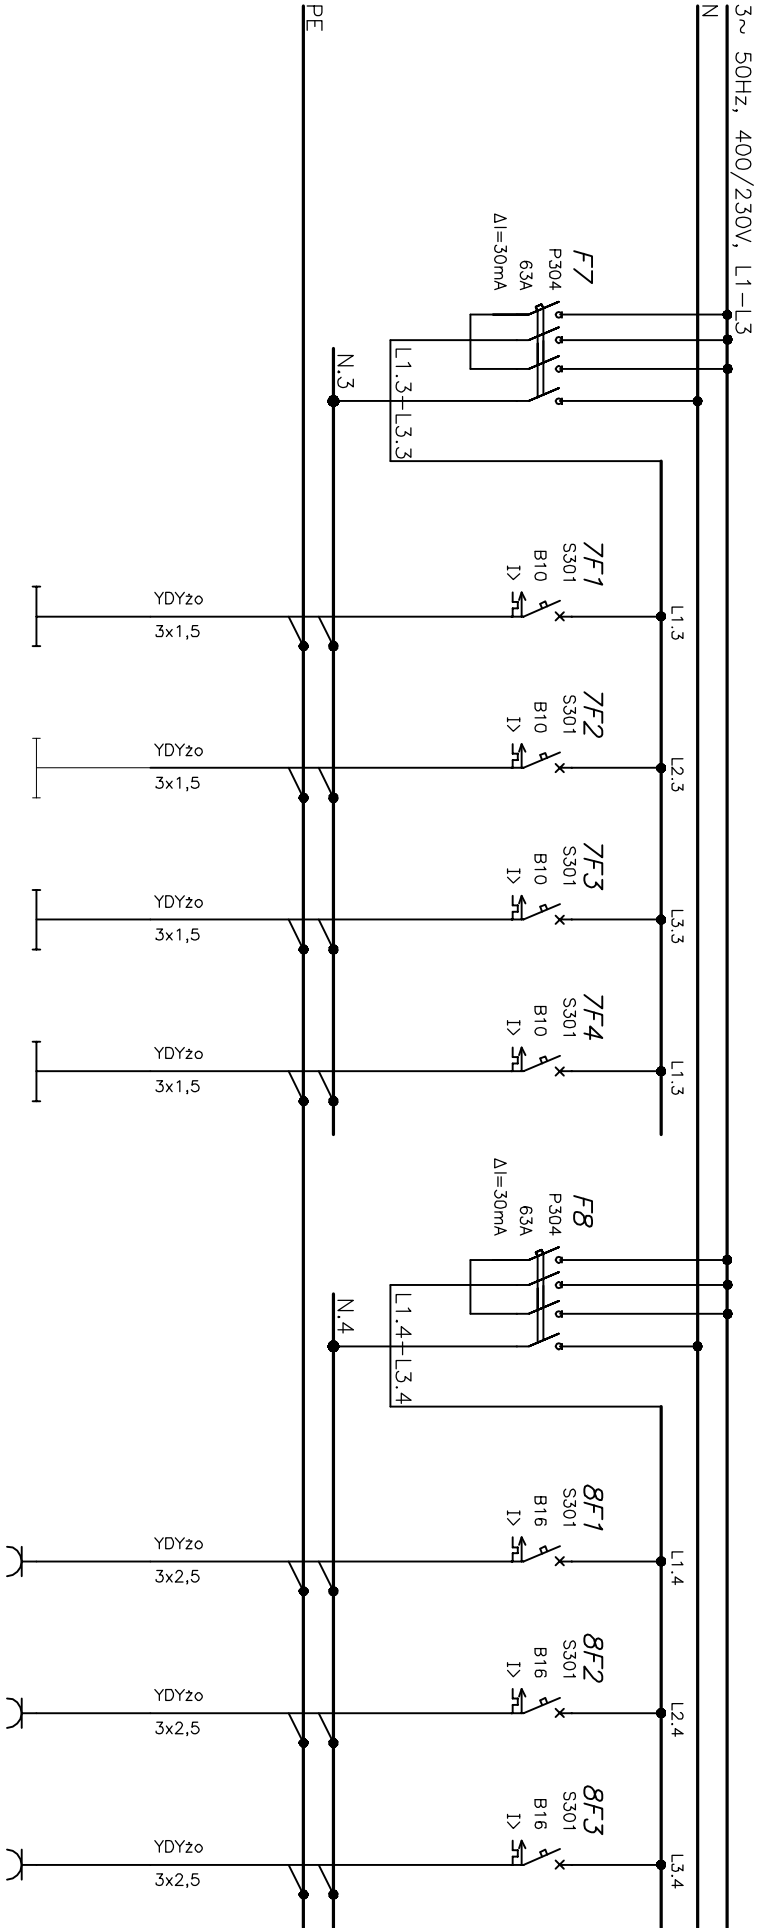 3~ 50Hz, 400/230V, L1-L3
N
PE
F7
P304
63A
ΔI=30mA
L1.3-L3.3
N.3
7F1
S301
B10
I>
L1.3
YDYżo
3x1,5
7F2
S301
B10
I>
L2.3
YDYżo
3x1,5
7F3
S301
B10
I>
L3.3
YDYżo
3x1,5
7F4
S301
B10
I>
L1.3
YDYżo
3x1,5
F8
P304
63A
ΔI=30mA
L1.4-L3.4
N.4
8F1
S301
B16
I>
L1.4
YDYżo
3x2,5
8F2
S301
B16
I>
L2.4
YDYżo
3x2,5
8F3
S301
B16
I>
L3.4
YDYżo
3x2,5